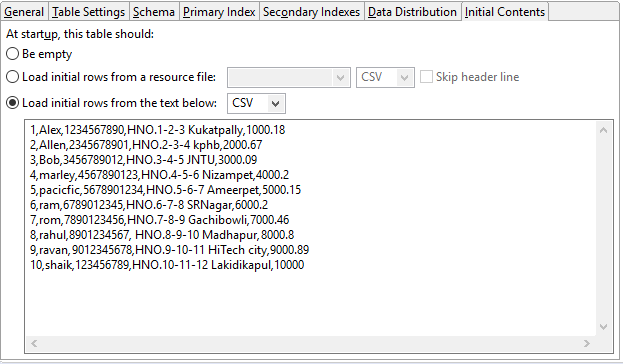 General Table Settings Schema Primary Index Secondary Indexes Data Distribution Initial Contents
At startup, this table should:
Be empty
Load initial rows from a resource file: CSV Skip header line
Load initial rows from the text below: CSV
1,Alex,1234567890,HNO.1-2-3 Kukatpally,1000.18
2,Allen,2345678901,HNO.2-3-4 kphb,2000.67
3,Bob,3456789012,HNO.3-4-5 JNTU,3000.09
4,marley,4567890123,HNO.4-5-6 Nizampet,4000.2
5,pacicfic,5678901234,HNO.5-6-7 Ameerpet,5000.15
6,ram,6789012345,HNO.6-7-8 SRNagar,6000.2
7,rom,7890123456,HNO.7-8-9 Gachibowli,7000.46
8,rahul,8901234567, HNO.8-9-10 Madhapur,8000.8
9,ravan,9012345678,HNO.9-10-11 HiTech city,9000.89
10,shaik,123456789,HNO.10-11-12 Lakidikapul,10000